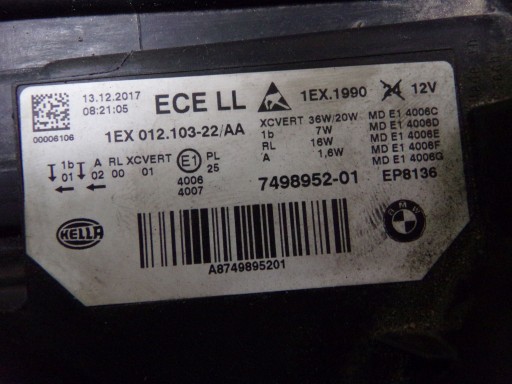 13.12.2017 ECE LL 1EX.1990 24 12V
08:21:05
00006106
1EX 012.103-22/AA
XCVERT 36W/20W MD E1 4006C
1b 7W MD E1 4006D
RL 16W MD E1 4006E
A 1,6W MD E1 4006F
MD E1 4006G
1b A RL XCVERT E1 PL
01 02 00 01 25
4006
4007
7498952-01 EP8136
HELLA
BMW
A8749895201